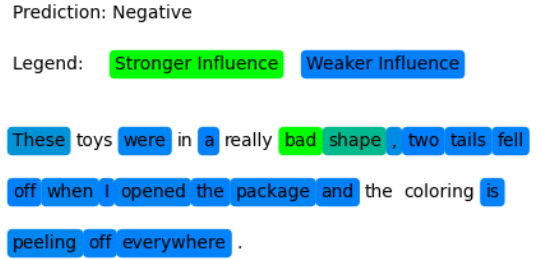 Prediction: Negative
Legend: Stronger Influence Weaker Influence
These toys were in a really bad shape , two tails fell
off when I opened the package and the coloring is
peeling off everywhere .